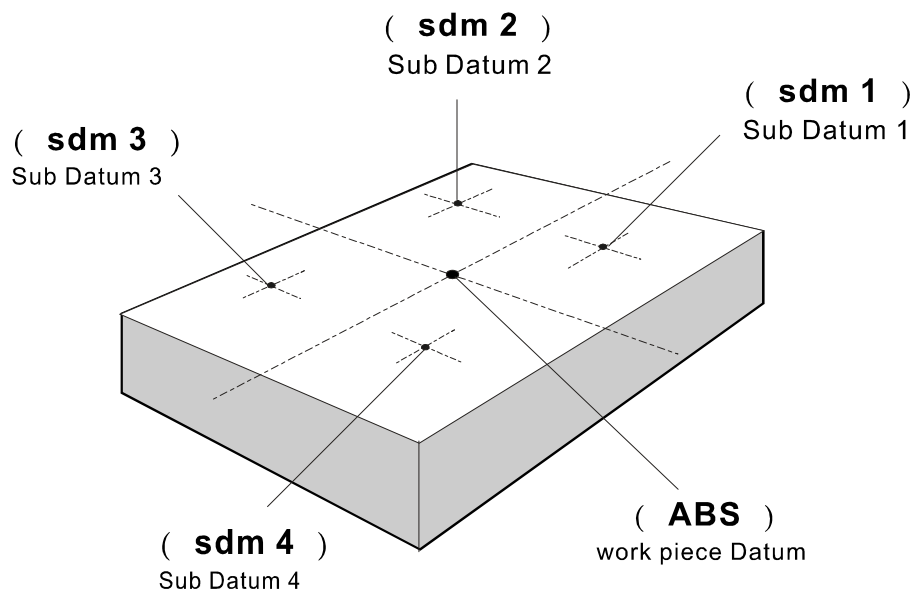 ( sdm 2 )
Sub Datum 2
( sdm 1 )
Sub Datum 1
( sdm 3 )
Sub Datum 3
( ABS )
work piece Datum
( sdm 4 )
Sub Datum 4